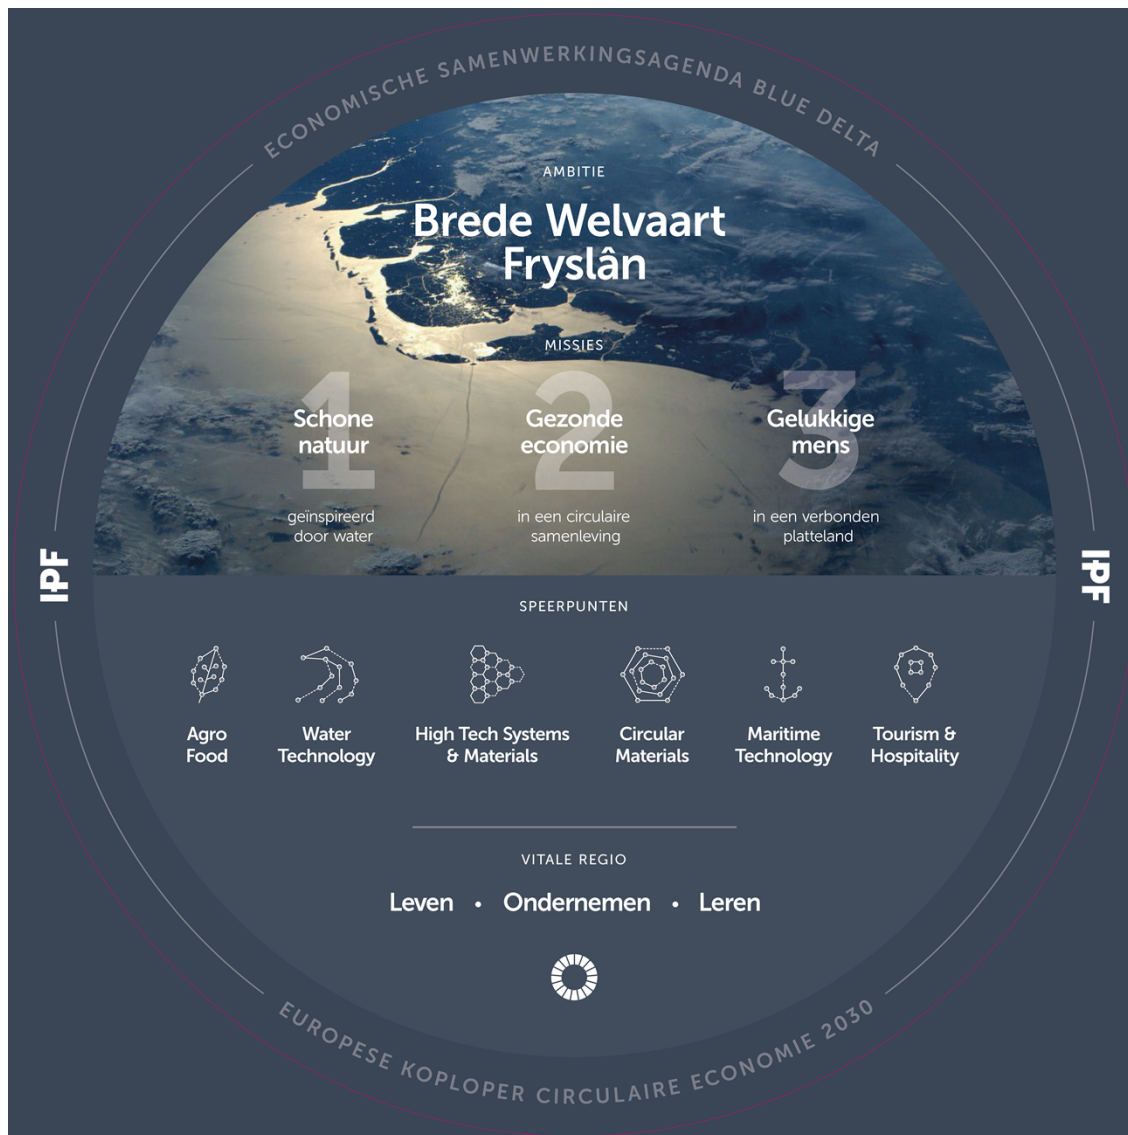 ECONOMISCHE SAMENWERKINGSAGENDA BLUE DELTA
AMBITIE
Brede Welvaart
Fryslân
MISSIES
1
Schone
natuur
geïnspireerd
door water
2
Gezonde
economie
in een circulaire
samenleving
3
Gelukkige
mens
in een verbonden
platteland
IPF
IPF
SPEERPUNTEN
Agro
Food
Water
Technology
High Tech Systems
& Materials
Circular
Materials
Maritime
Technology
Tourism &
Hospitality
VITALE REGIO
Leven • Ondernemen • Leren
EUROPESE KOPLOPER CIRCULAIRE ECONOMIE 2030